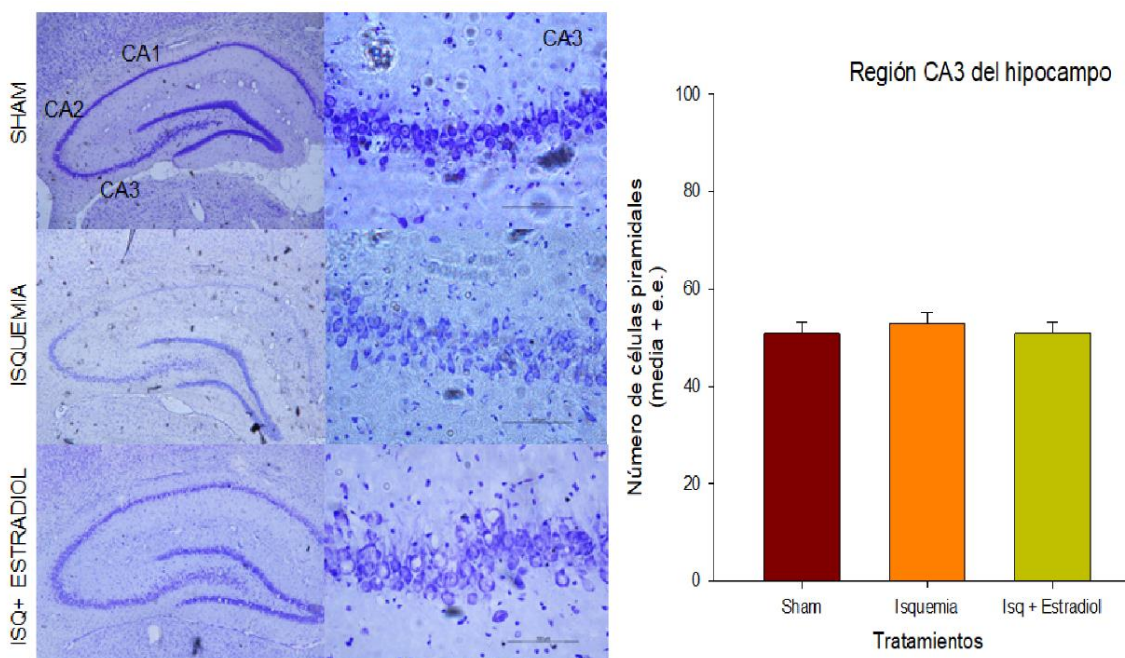 SHAM
CA1
CA2
CA3
CA3
ISQUEMIA
ISQ+ ESTRADIOL
Región CA3 del hipocampo
Número de células piramidales
(media + e.e.)
100
80
60
40
20
0
Sham
Isquemia
Isq + Estradiol
Tratamientos